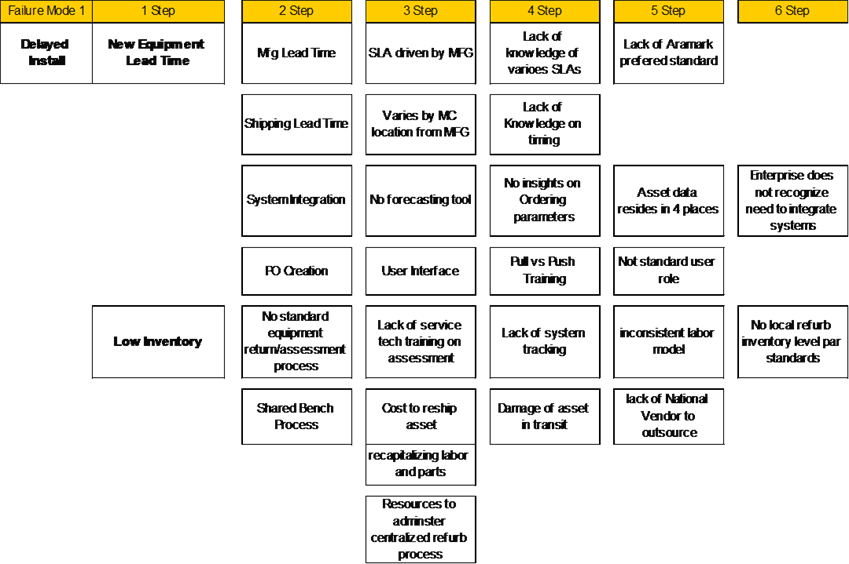 Failure Mode 1 1 Step 2 Step 3 Step 4 Step 5 Step 6 Step
Delayed
Install
New Equipment
Lead Time
Mfg Lead Time
SLA driven by MFG
Lack of
knowledge of
varioes SLAs
Lack of Aramark
prefered standard
Shipping Lead Time
Varies by MC
location from MFG
Lack of
Knowledge on
timing
System Integration
No forecasting tool
No insights on
Ordering
parameters
Asset data
resides in 4 places
Enterprise does
not recognize
need to integrate
systems
PO Creation
User Interface
Pull vs Push
Training
Not standard user
role
Low Inventory
No standard
equipment
return/assessment
process
Lack of service
tech training on
assessment
Lack of system
tracking
inconsistent labor
model
No local refurb
inventory level par
standards
Shared Bench
Process
Cost to reship
asset
Damage of asset
in transit
lack of National
Vendor to
outsource
recapitalizing labor
and parts
Resources to
adminster
centralized refurb
process